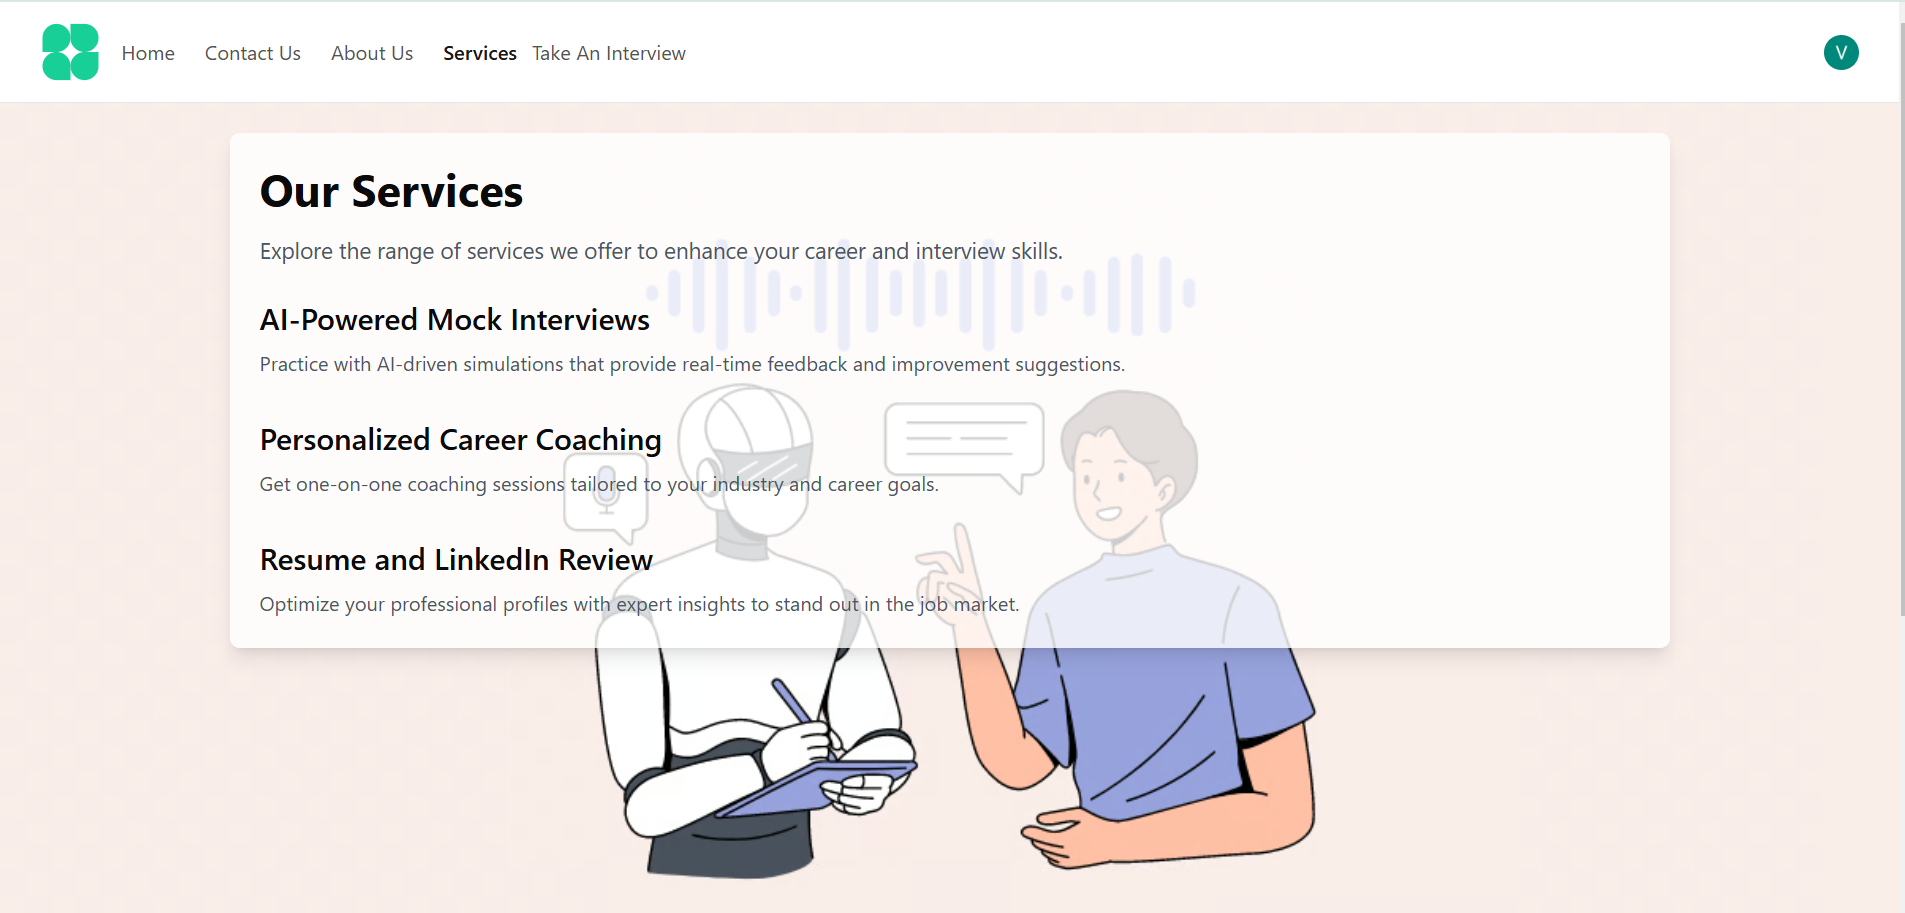 Home Contact Us About Us Services Take An Interview V
Our Services
Explore the range of services we offer to enhance your career and interview skills.
AI-Powered Mock Interviews
Practice with AI-driven simulations that provide real-time feedback and improvement suggestions.
Personalized Career Coaching
Get one-on-one coaching sessions tailored to your industry and career goals.
Resume and LinkedIn Review
Optimize your professional profiles with expert insights to stand out in the job market.